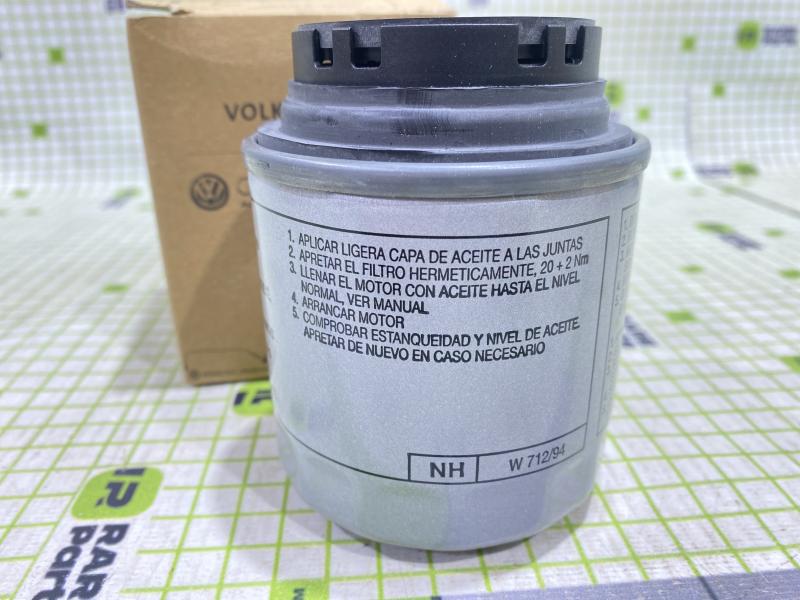 VOLK
1. APLICAR LIGERA CAPA DE ACEITE A LAS JUNTAS
2. APRETAR EL FILTRO HERMETICAMENTE, 20 + 2 Nm
3. LLENAR EL MOTOR CON ACEITE HASTA EL NIVEL
NORMAL, VER MANUAL
4. ARRANCAR MOTOR
5. COMPROBAR ESTANQUEIDAD Y NIVEL DE ACEITE.
APRETAR DE NUEVO EN CASO NECESARIO
NH
W 712/94
RAR
Part